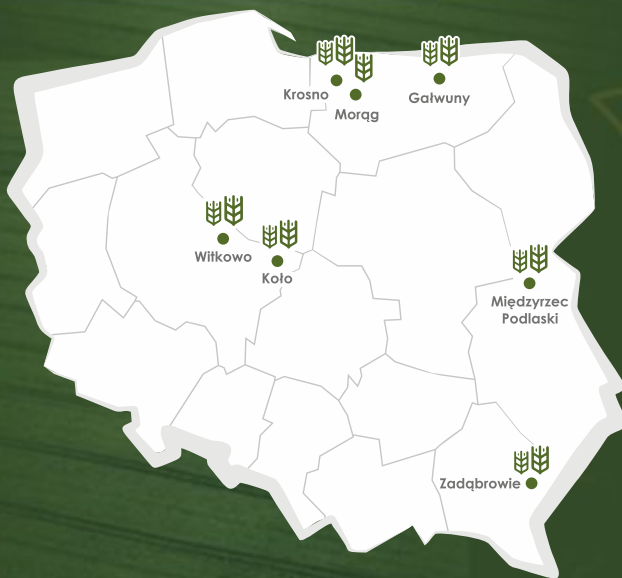 Krosno
Morąg
Gałwuny
Witkowo
Koło
Międzyrzec
Podlaski
Zadąbrowie